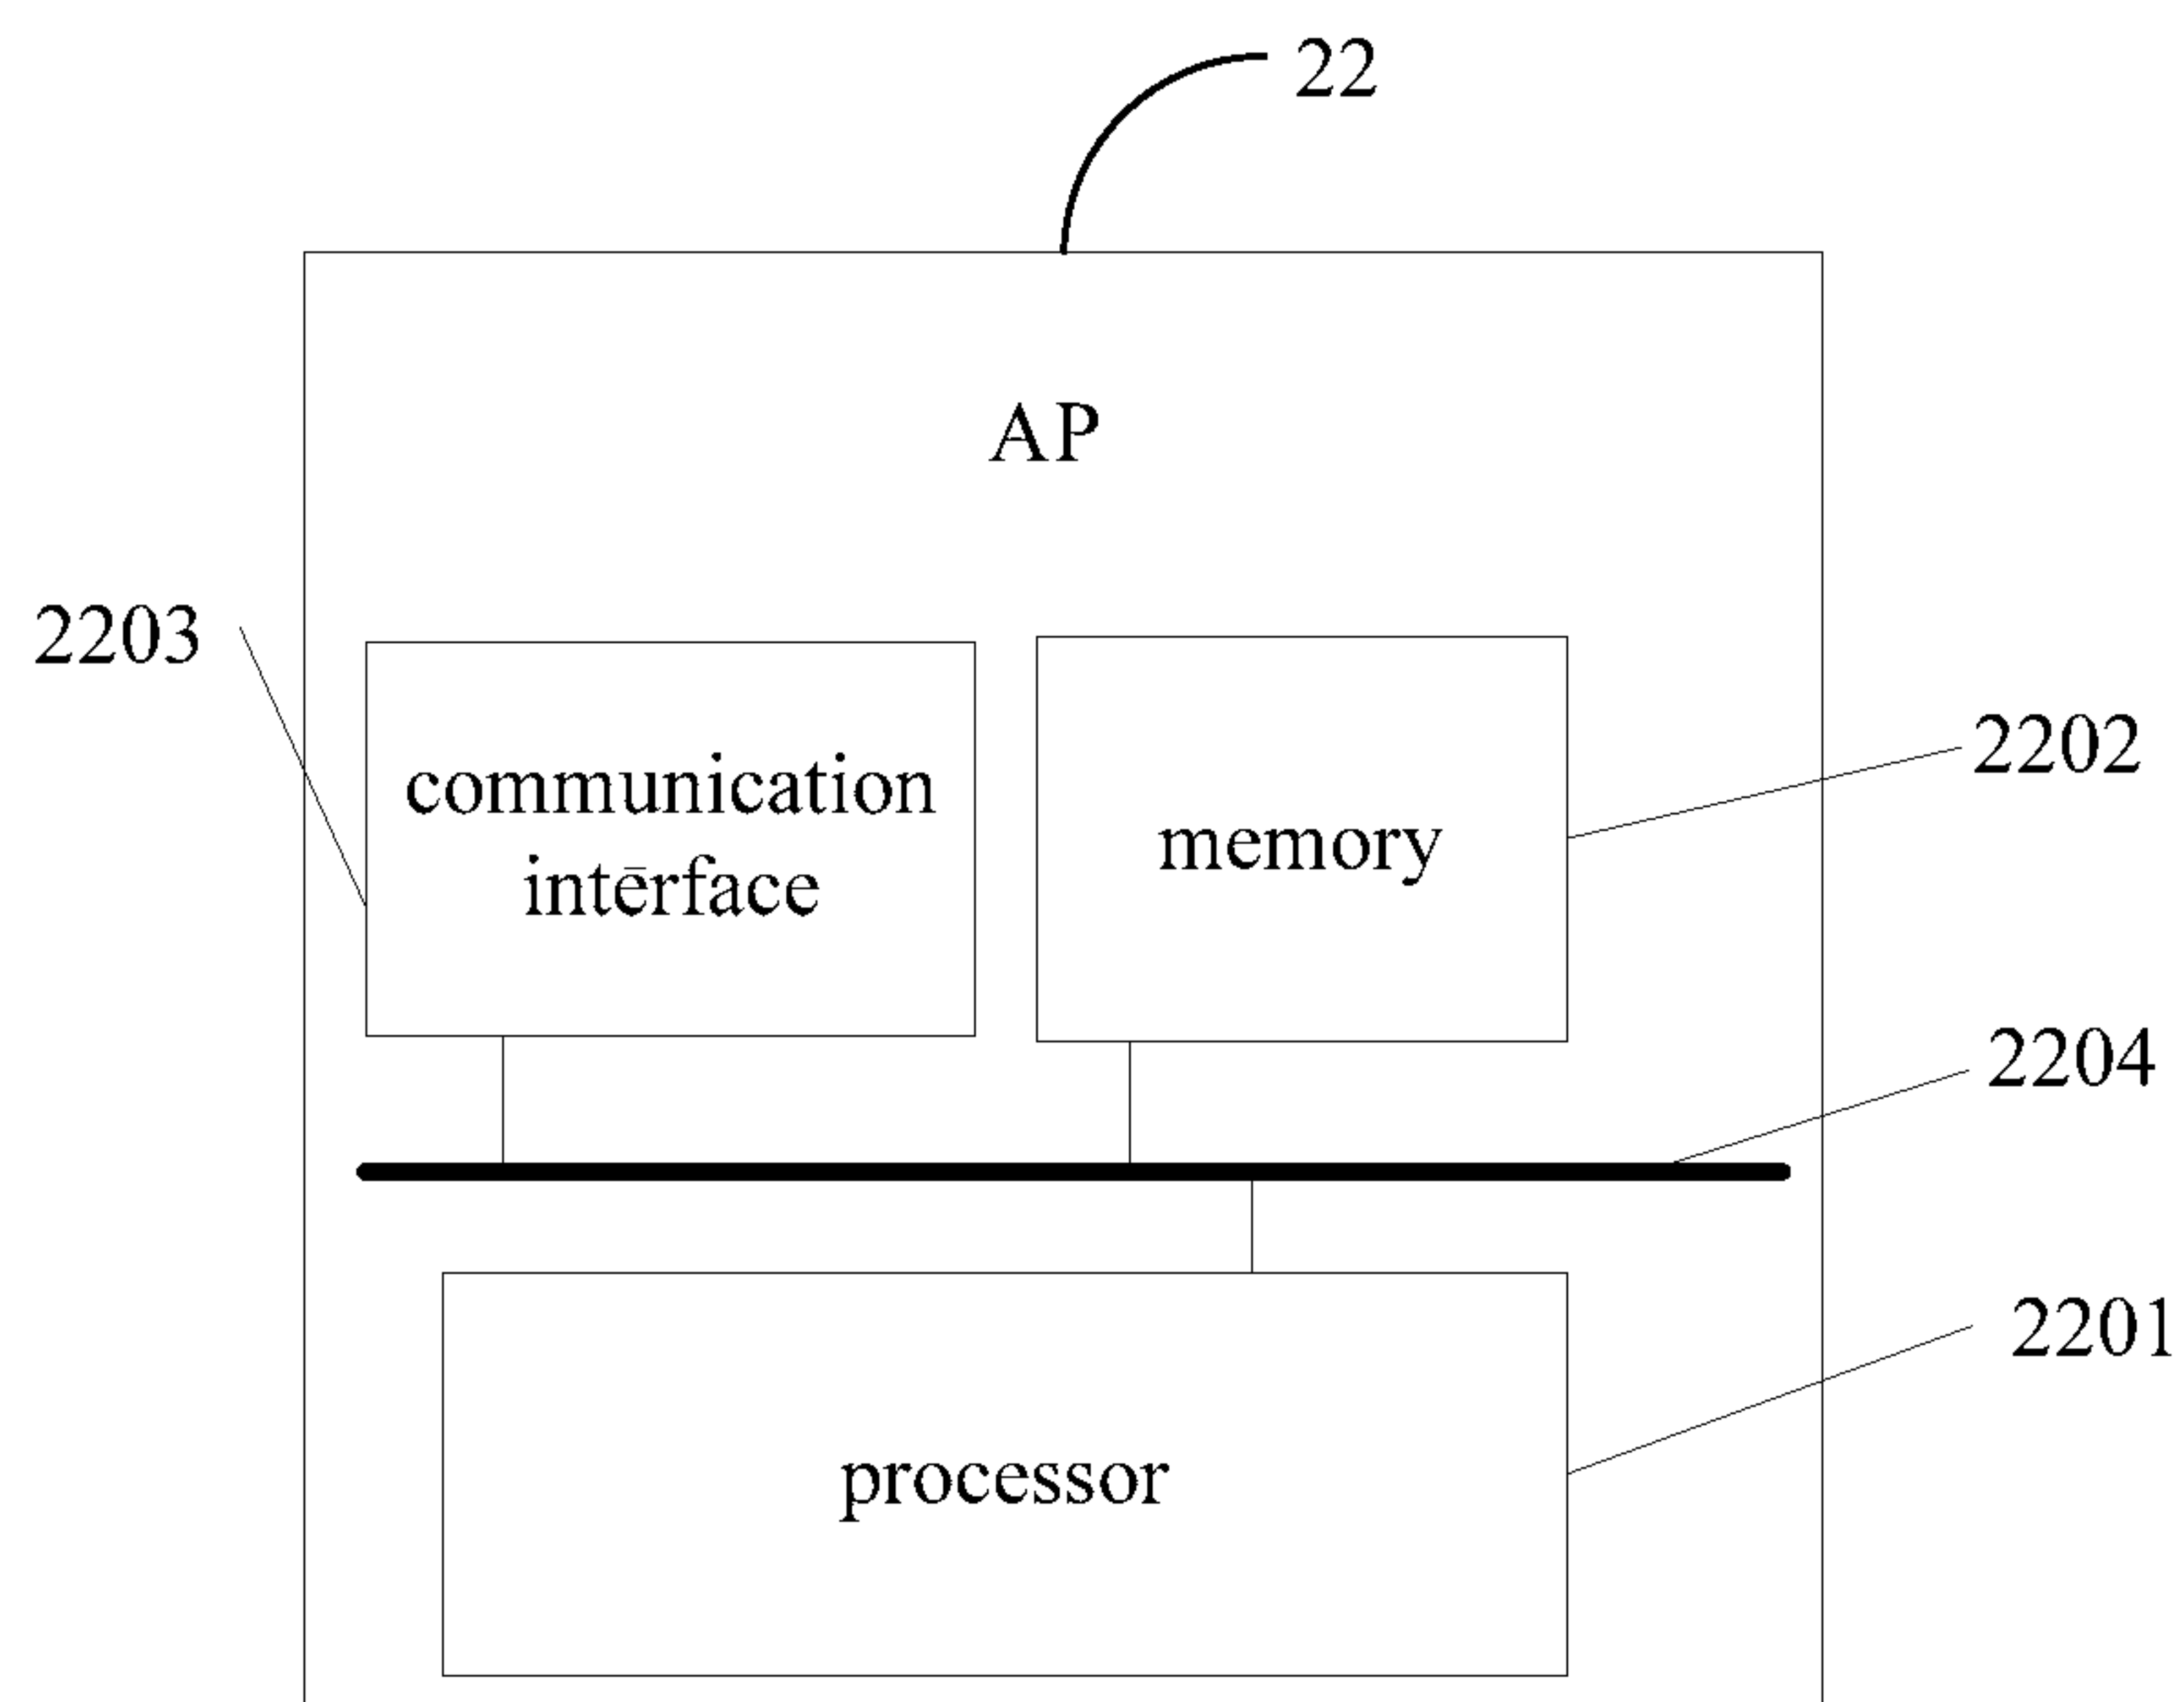 22
AP
2203
communication
interface
memory
2202
2204
2201
processor